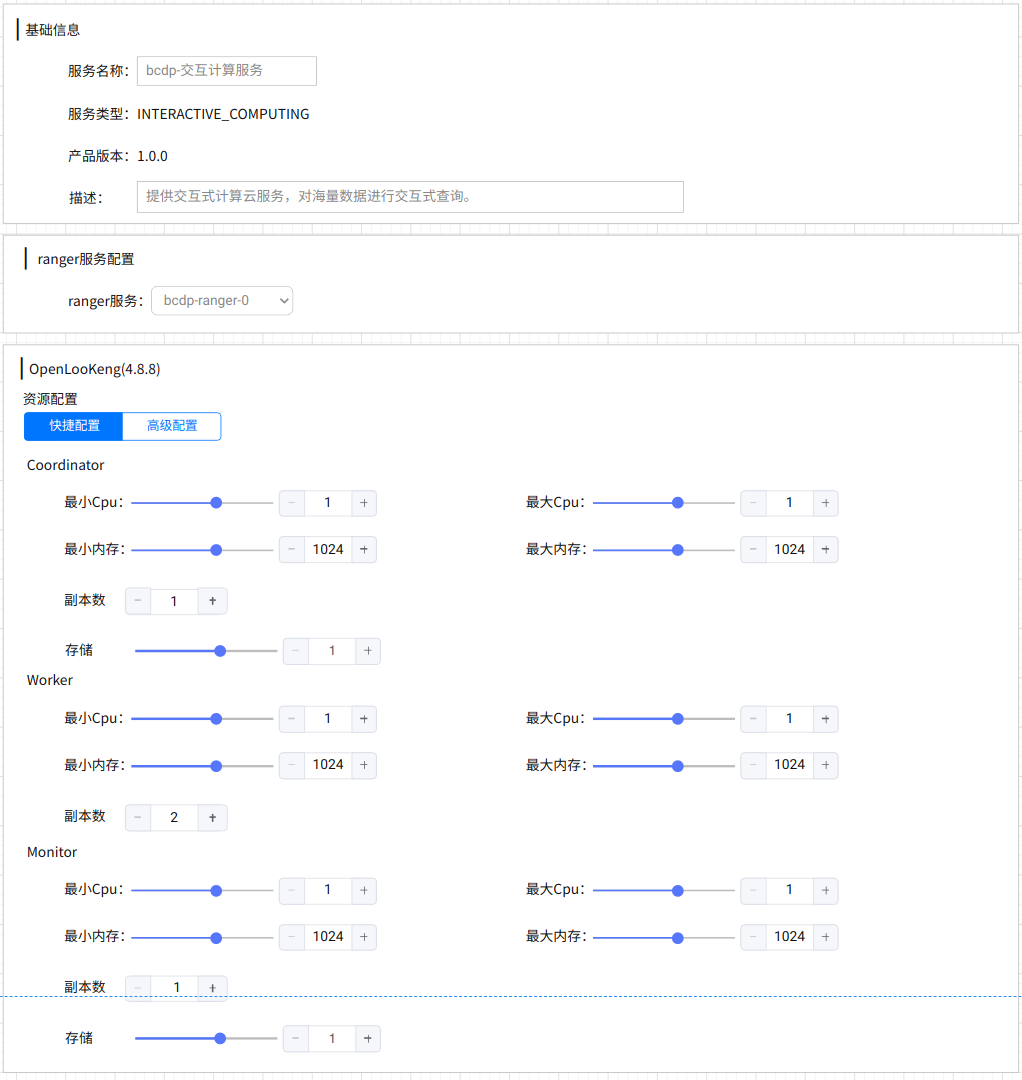 基础信息
服务名称： bcdp-交互计算服务
服务类型：INTERACTIVE_COMPUTING
产品版本：1.0.0
描述： 提供交互式计算云服务，对海量数据进行交互式查询。
ranger服务配置
ranger服务： bcdp-ranger-0
OpenLooKeng(4.8.8)
资源配置
快捷配置 高级配置
Coordinator
最小Cpu： − 1 + 最大Cpu： − 1 +
最小内存： − 1024 + 最大内存： − 1024 +
副本数 − 1 +
存储 − 1 +
Worker
最小Cpu： − 1 + 最大Cpu： − 1 +
最小内存： − 1024 + 最大内存： − 1024 +
副本数 − 2 +
Monitor
最小Cpu： − 1 + 最大Cpu： − 1 +
最小内存： − 1024 + 最大内存： − 1024 +
副本数 − 1 +
存储 − 1 +